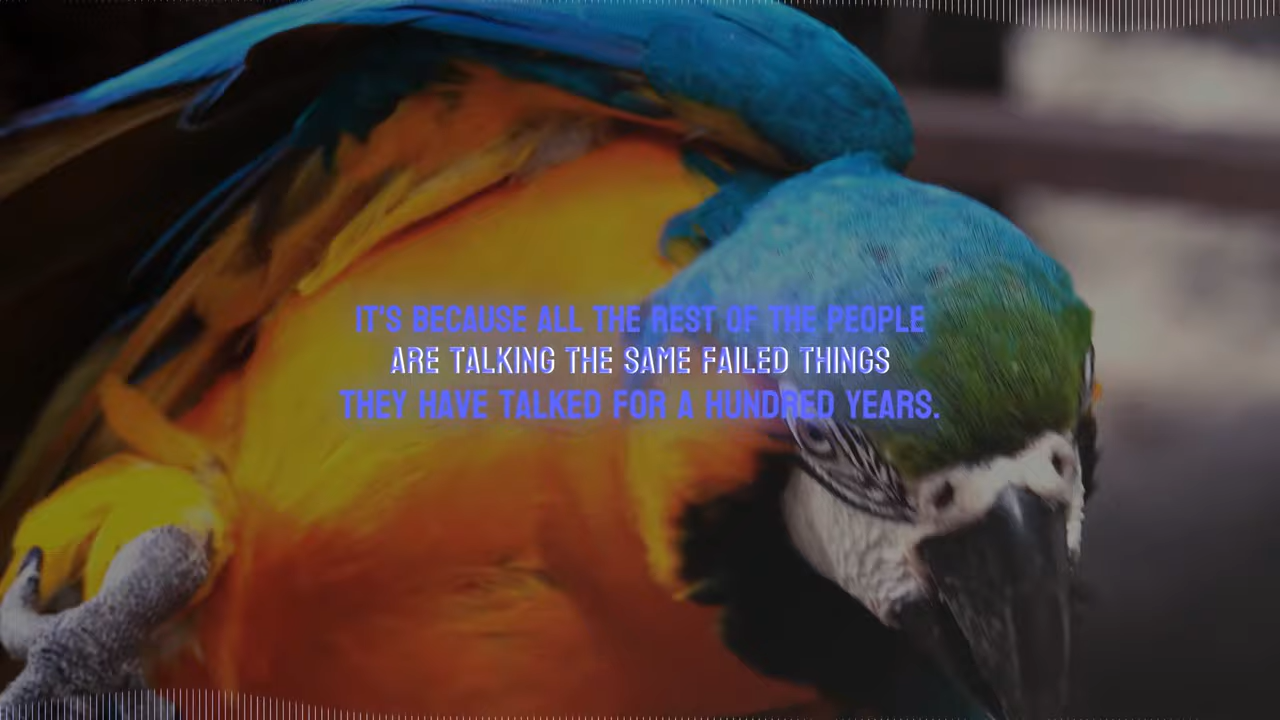 IT'S BECAUSE ALL THE REST OF THE PEOPLE
ARE TALKING THE SAME FAILED THINGS
THEY HAVE TALKED FOR A HUNDRED YEARS.